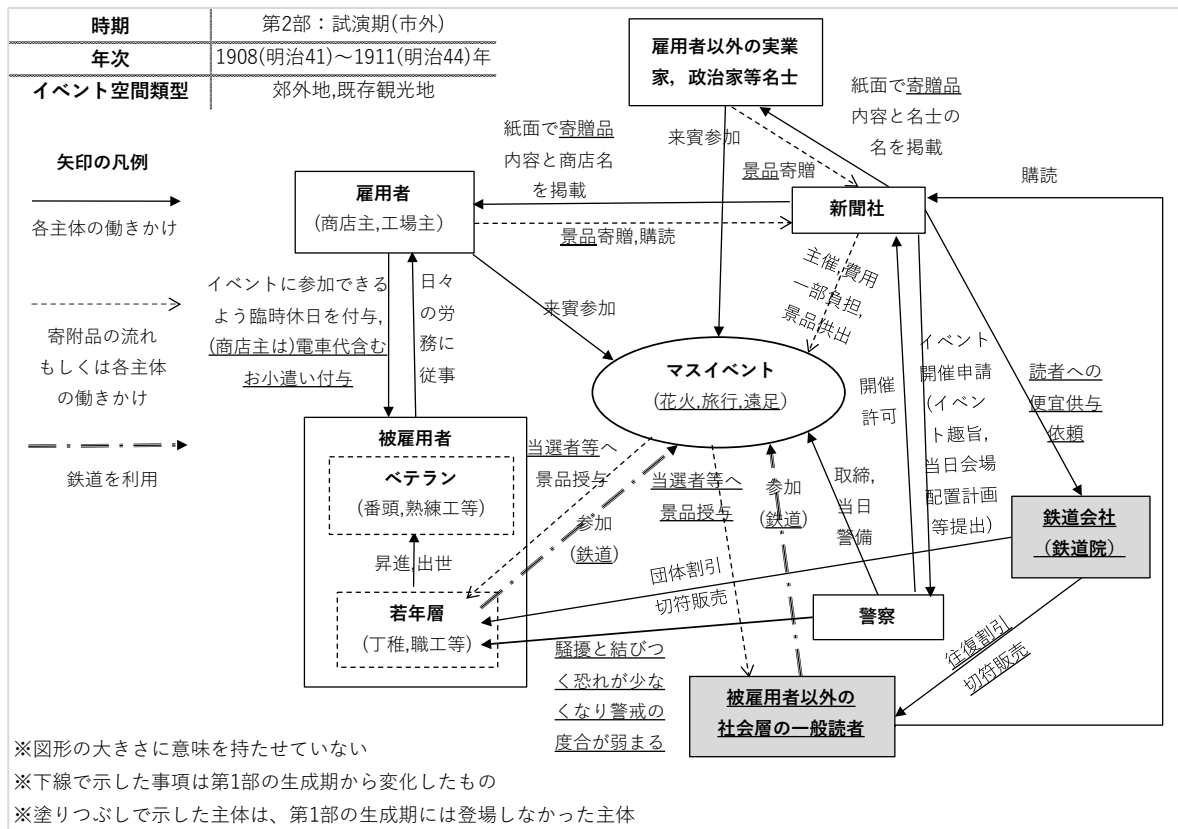 時期
第2部：試演期(市外)
年次
1908(明治41)～1911(明治44)年
イベント空間類型
郊外地,既存観光地
矢印の凡例
各主体の働きかけ
寄附品の流れ
もしくは各主体
の働きかけ
鉄道を利用
雇用者以外の実業
家，政治家等名士
紙面で寄贈品
内容と名士の
名を掲載
来賓参加
景品寄贈
紙面で寄贈品
内容と商店名
を掲載
購読
雇用者
(商店主,工場主)
新聞社
景品寄贈,購読
イベントに参加できる
よう臨時休日を付与,
(商店主は)電車代含む
お小遣い付与
日々
の労
務に
従事
来賓参加
主催,費用
一部負担,
景品供出
マスイベント
(花火,旅行,遠足)
開催
許可
イベント
開催申請
(イベン
ト趣旨,
当日会場
配置計画
等提出)
読者への
便宜供与
依頼
被雇用者
ベテラン
(番頭,熟練工等)
昇進,出世
若年層
(丁稚,職工等)
当選者等へ
景品授与
参加
(鉄道)
当選者等へ
景品授与
参加
(鉄道)
取締,
当日
警備
鉄道会社
（鉄道院）
団体割引
切符販売
警察
往復割引
切符販売
騒擾と結びつ
く恐れが少な
くなり警戒の
度合が弱まる
被雇用者以外の
社会層の一般読者
※図形の大きさに意味を持たせていない
※下線で示した事項は第1部の生成期から変化したもの
※塗りつぶしで示した主体は、第1部の生成期には登場しなかった主体